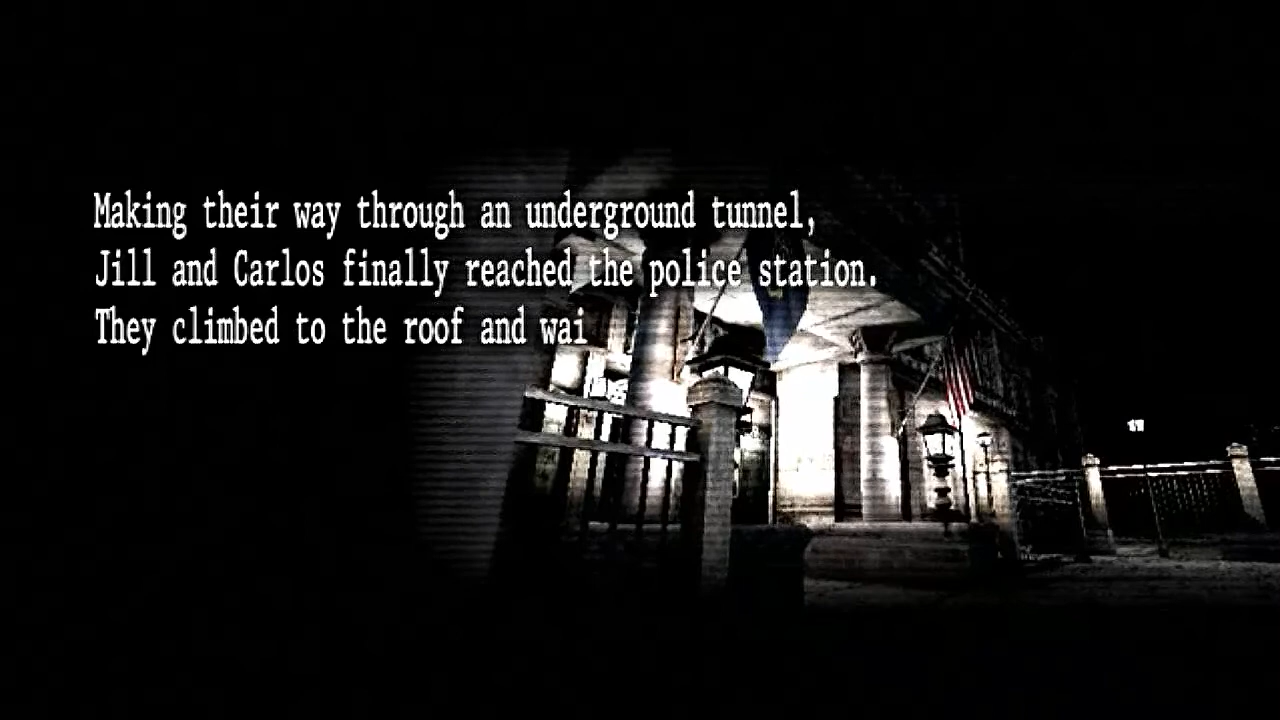 Making their way through an underground tunnel,
Jill and Carlos finally reached the police station.
They climbed to the roof and wai